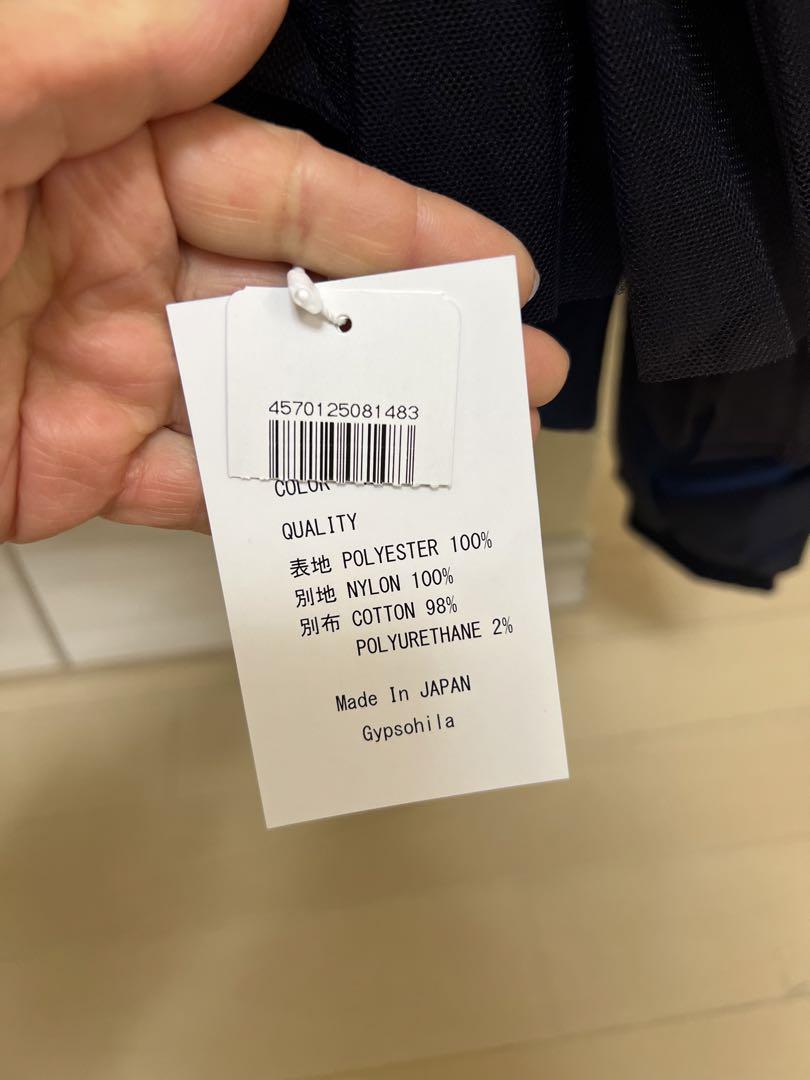 4570125081483
COLOR
QUALITY
表地 POLYESTER 100%
別地 NYLON 100%
別布 COTTON 98%
POLYURETHANE 2%
Made In JAPAN
Gypsohila